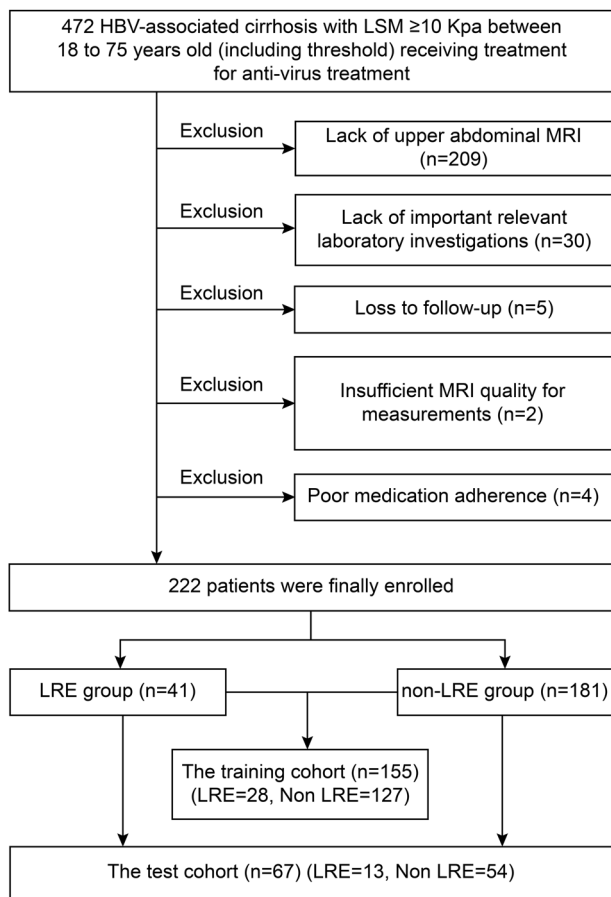 472 HBV-associated cirrhosis with LSM ≥10 Kpa between
18 to 75 years old (including threshold) receiving treatment
for anti-virus treatment
Exclusion
Lack of upper abdominal MRI
(n=209)
Exclusion
Lack of important relevant
laboratory investigations (n=30)
Exclusion
Loss to follow-up (n=5)
Exclusion
Insufficient MRI quality for
measurements (n=2)
Exclusion
Poor medication adherence (n=4)
222 patients were finally enrolled
LRE group (n=41)
non-LRE group (n=181)
The training cohort (n=155)
(LRE=28, Non LRE=127)
The test cohort (n=67) (LRE=13, Non LRE=54)